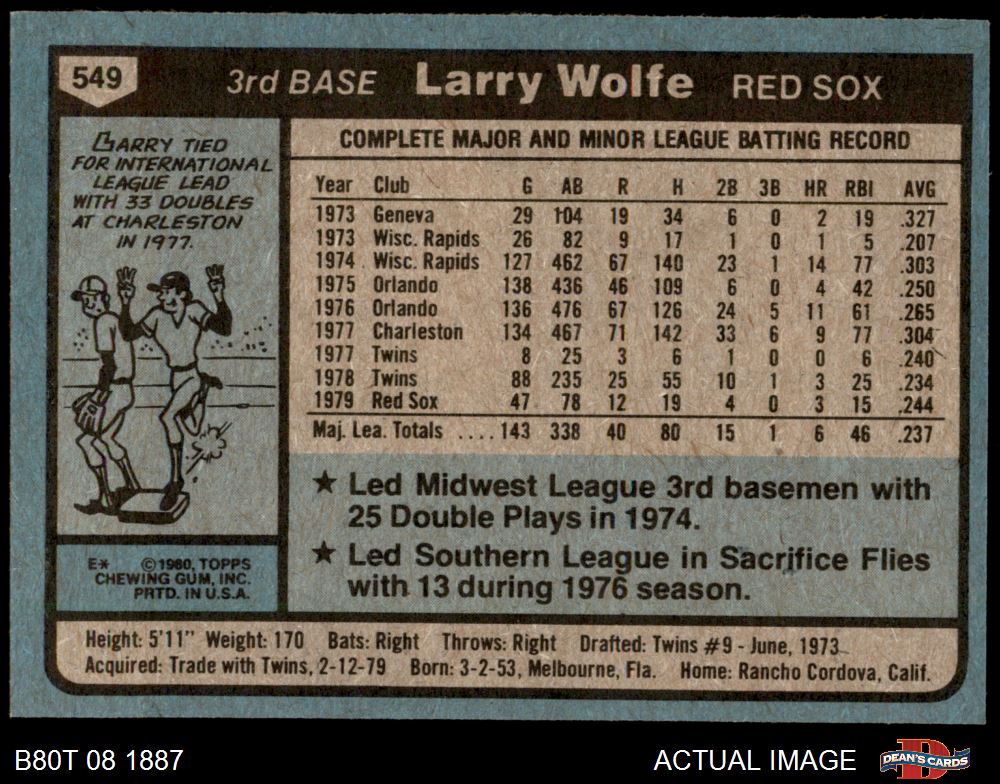 549
3rd BASE Larry Wolfe RED SOX
LARRY TIED
FOR INTERNATIONAL
LEAGUE LEAD
WITH 33 DOUBLES
AT CHARLESTON
IN 1977.
COMPLETE MAJOR AND MINOR LEAGUE BATTING RECORD
Year Club G AB R H 2B 3B HR RBI AVG
1973 Geneva 29 104 19 34 6 0 2 19 .327
1973 Wisc. Rapids 26 82 9 17 1 0 1 5 .207
1974 Wisc. Rapids 127 462 67 140 23 1 14 77 .303
1975 Orlando 138 436 46 109 6 0 4 42 .250
1976 Orlando 136 476 67 126 24 5 11 61 .265
1977 Charleston 134 467 71 142 33 6 9 77 .304
1977 Twins 8 25 3 6 1 0 0 6 .240
1978 Twins 88 235 25 55 10 1 3 25 .234
1979 Red Sox 47 78 12 19 4 0 3 15 .244
Maj. Lea. Totals .... 143 338 40 80 15 1 6 46 .237
★ Led Midwest League 3rd basemen with
25 Double Plays in 1974.
★ Led Southern League in Sacrifice Flies
with 13 during 1976 season.
E* ©1980, TOPPS
CHEWING GUM, INC.
PRTD. IN U.S.A.
Height: 5'11" Weight: 170 Bats: Right Throws: Right Drafted: Twins #9 - June, 1973
Acquired: Trade with Twins, 2-12-79 Born: 3-2-53, Melbourne, Fla. Home: Rancho Cordova, Calif.
B80T 08 1887 ACTUAL IMAGE D DEAN'S CARDS